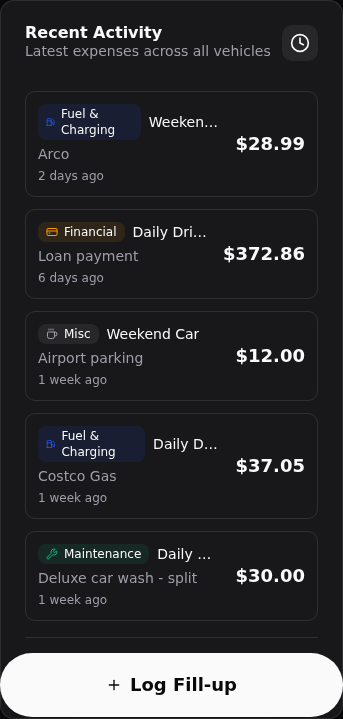 Recent Activity
Latest expenses across all vehicles
Fuel &
Charging
Weeken...
$28.99
Arco
2 days ago
Financial
Daily Dri...
$372.86
Loan payment
6 days ago
Misc
Weekend Car
$12.00
Airport parking
1 week ago
Fuel &
Charging
Daily D...
$37.05
Costco Gas
1 week ago
Maintenance
Daily ...
$30.00
Deluxe car wash - split
1 week ago
+ Log Fill-up